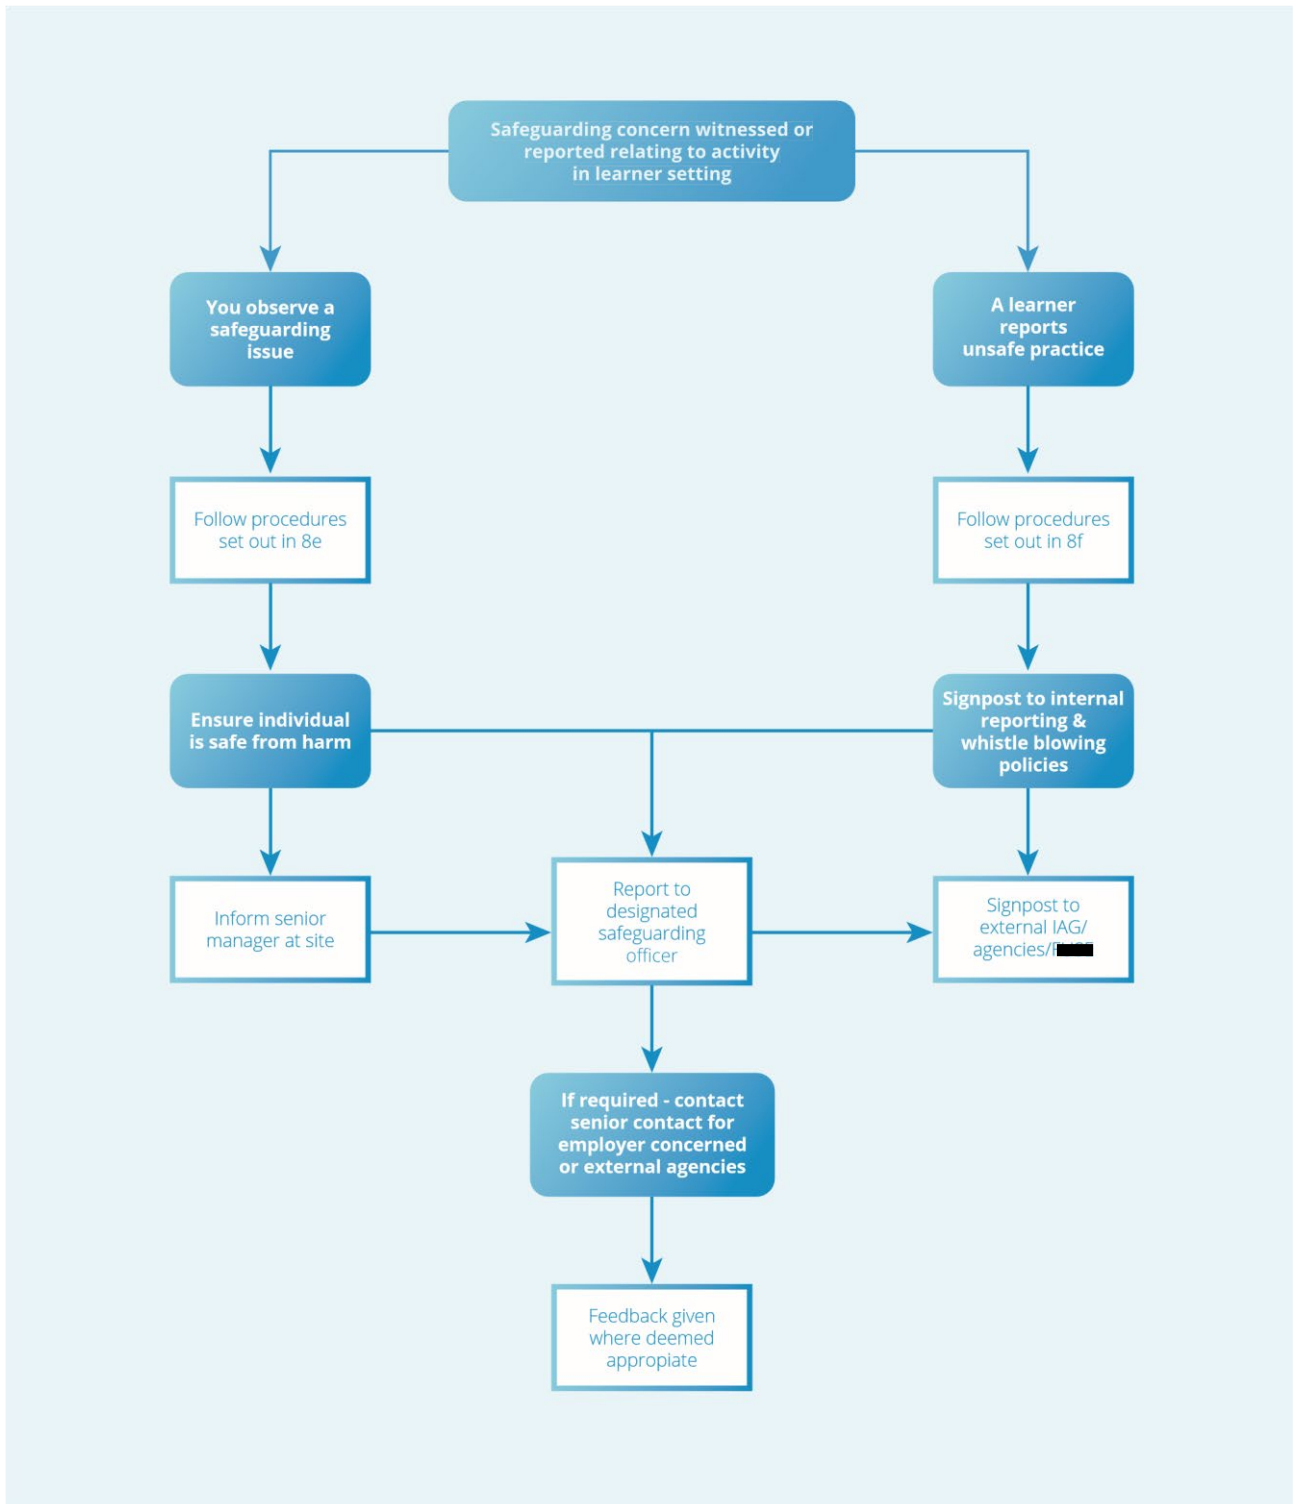 Safeguarding concern witnessed or
reported relating to activity
in learner setting
You observe a
safeguarding
issue
A learner
reports
unsafe practice
Follow procedures
set out in 8e
Follow procedures
set out in 8f
Ensure individual
is safe from harm
Signpost to internal
reporting &
whistle blowing
policies
Inform senior
manager at site
Report to
designated
safeguarding
officer
Signpost to
external IAG/
agencies/
If required - contact
senior contact for
employer concerned
or external agencies
Feedback given
where deemed
appropiate